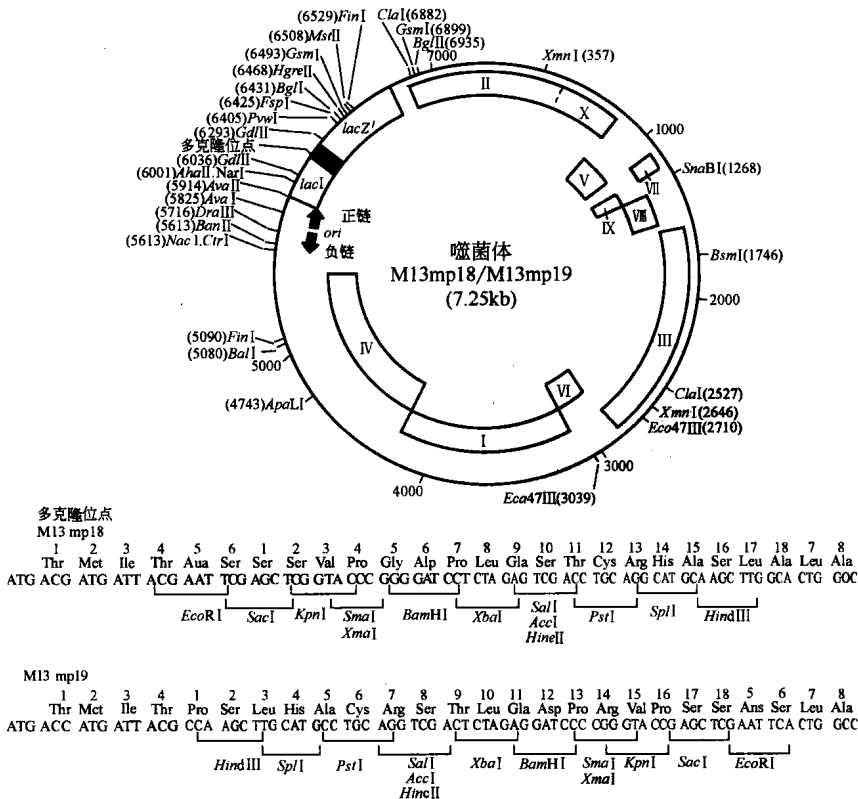 (6529)FinⅠ
ClaⅠ(6882)
(6508)MstⅡ
GsmⅠ(6899)
BglⅡ(6935)
(6493)GsmⅠ
7000
XmnⅠ(357)
(6468)HgreⅡ
(6431)BglⅠ
(6425)FspⅠ
(6405)PvwⅠ
(6293)GdlⅡ
多克隆位点
(6036)GdlⅡ
(6001)AhaⅡ.NarⅠ
(5914)AvaⅡ
(5825)AvaⅠ
(5716)DraⅢ
(5613)BanⅡ
(5613)NacⅠ.CtrⅠ
lacZ'
lacⅠ
正链
ori
负链
Ⅱ
Ⅹ
1000
SnaBⅠ(1268)
Ⅴ
Ⅶ
Ⅸ
Ⅷ
噬菌体
M13mp18/M13mp19
(7.25kb)
BsmⅠ(1746)
2000
Ⅲ
(5090)FinⅠ
(5080)BalⅠ
5000
Ⅳ
Ⅵ
ClaⅠ(2527)
(4743)ApaLⅠ
XmnⅠ(2646)
Eco47Ⅲ(2710)
Ⅰ
3000
4000
Eca47Ⅲ(3039)
多克隆位点
M13 mp18
1 2 3 4 5 6 1 2 3 4 5 6 7 8 9 10 11 12 13 14 15 16 17 18 7 8
Thr Met Ile Thr Aua Ser Ser Ser Val Pro Gly Alp Pro Leu Gla Ser Thr Cys Arg His Ala Ser Leu Ala Leu Ala
ATG ACG ATG ATT ACG AAT TCG AGC TCG GTA CCC GGG GAT CCT CTA GAG TCG ACC TGC AGG CAT GCA AGC TTG GCA CTG GGC
EcoRⅠ SacⅠ KpnⅠ SmaⅠ BamHⅠ XbaⅠ SalⅠ PstⅠ SplⅠ HindⅢ
XmaⅠ AccⅠ
HineⅡ
M13 mp19
1 2 3 4 1 2 3 4 5 6 7 8 9 10 11 12 13 14 15 16 17 18 5 6 7 8
Thr Met Ile Thr Pro Ser Leu His Ala Cys Arg Ser Thr Leu Gla Asp Pro Arg Val Pro Ser Ser Ans Ser Leu Ala
ATG ACC ATG ATT ACG CCA AGC TTG CAT GCC TGC AGG TCG ACT CTAGAG GAT CCC CGG GTA CCG AGC TCG AAT TCA CTG GCC
HindⅢ SplⅠ PstⅠ SalⅠ XbaⅠ BamHⅠ SmaⅠ KpnⅠ SacⅠ EcoRⅠ
AccⅠ XmaⅠ
HincⅡ